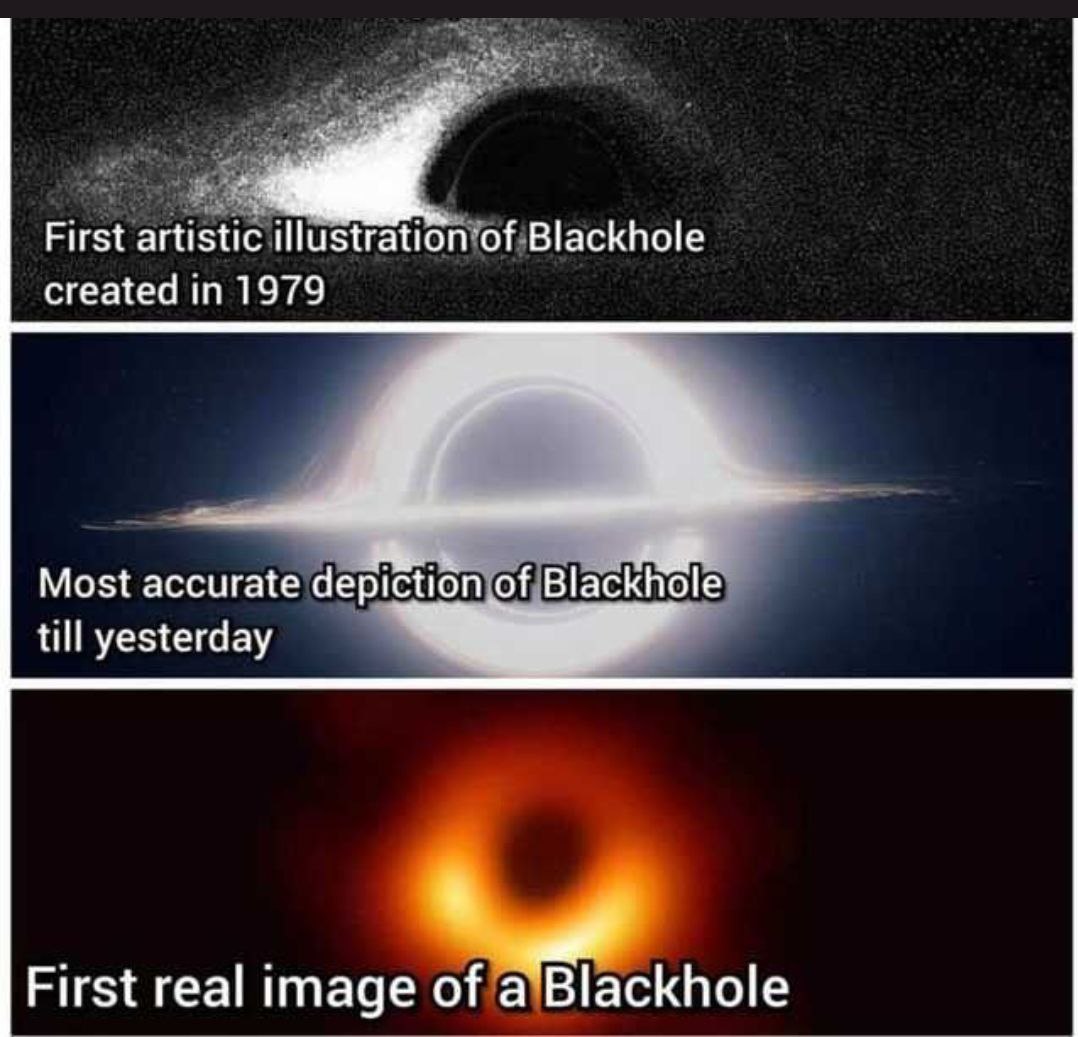 First artistic illustration of Blackhole
created in 1979
Most accurate depiction of Blackhole
till yesterday
First real image of a Blackhole